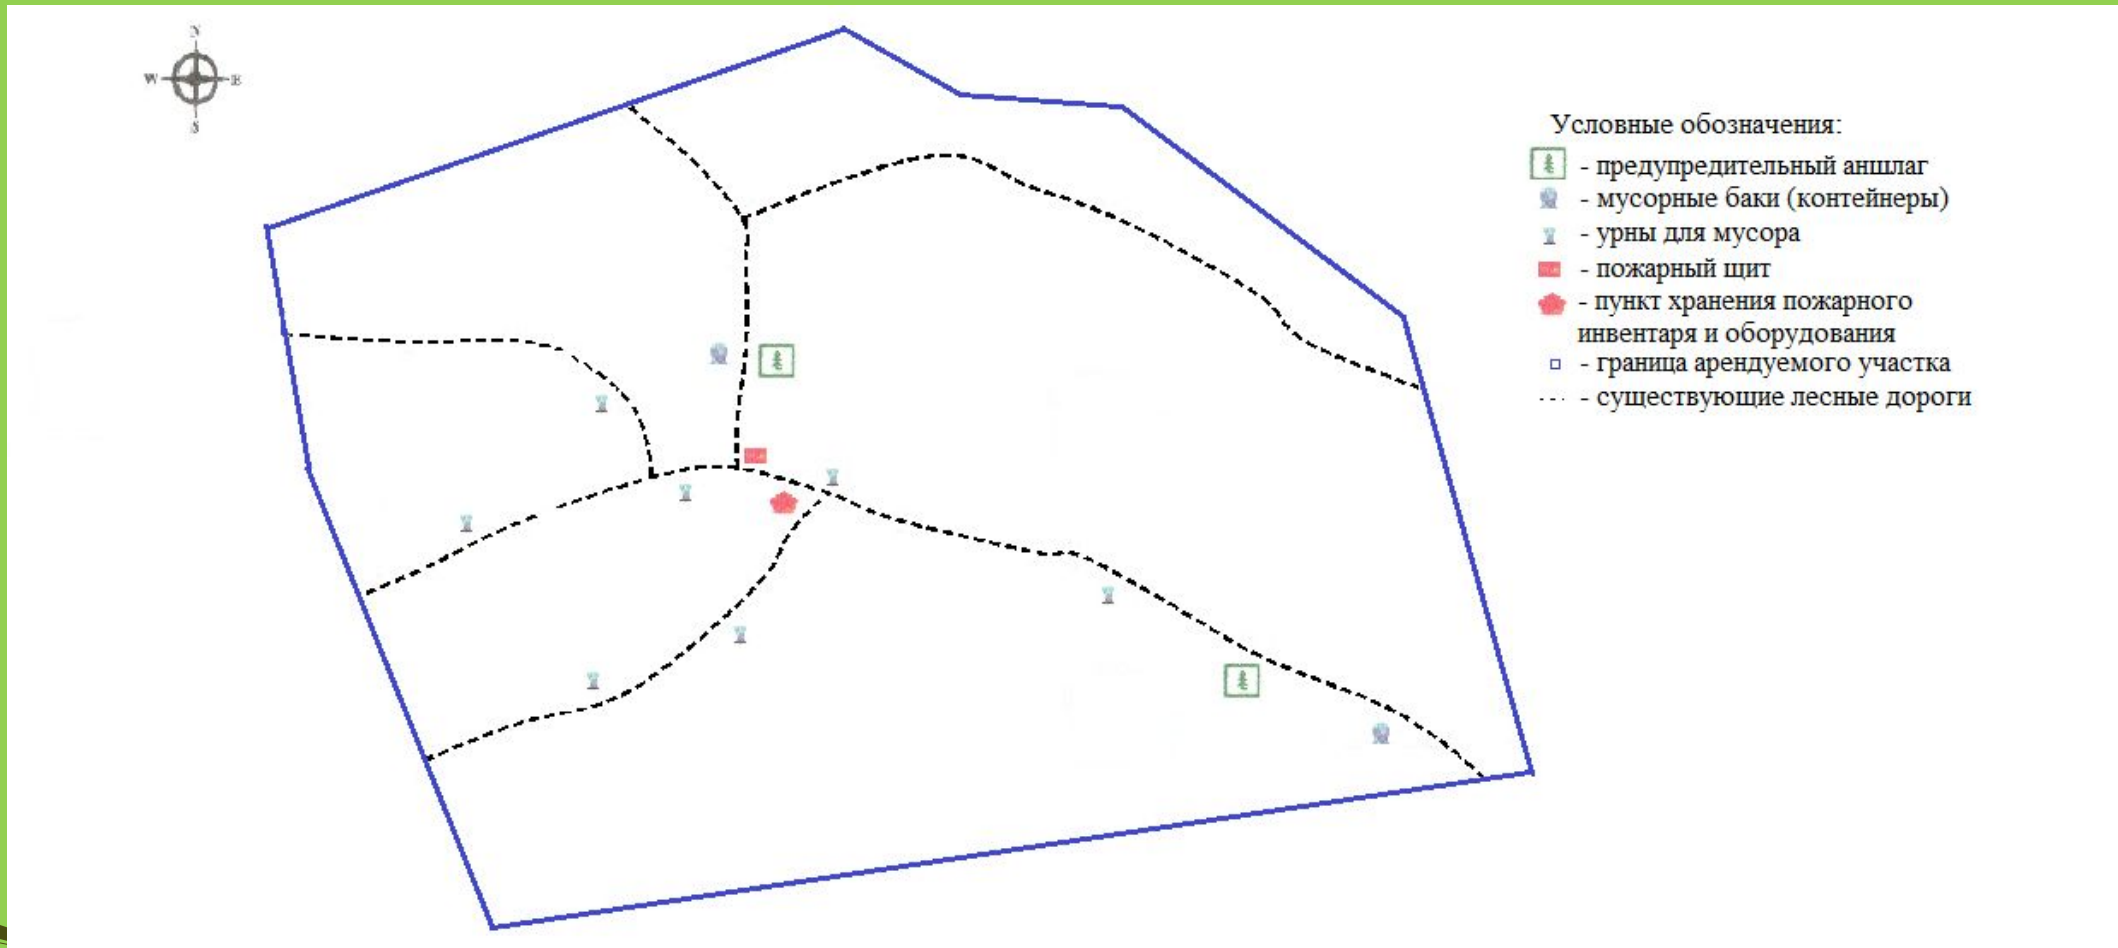 N
W E
S
Условные обозначения:
- предупредительный аншлаг
- мусорные баки (контейнеры)
- урны для мусора
- пожарный щит
- пункт хранения пожарного
инвентаря и оборудования
- граница арендуемого участка
- существующие лесные дороги